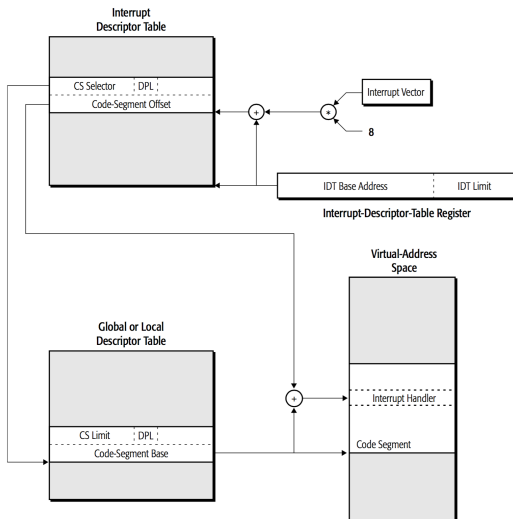 Interrupt
Descriptor Table
CS Selector DPL
Code-Segment Offset
+
*
Interrupt Vector
8
IDT Base Address IDT Limit
Interrupt-Descriptor-Table Register
Virtual-Address
Space
Global or Local
Descriptor Table
+
Interrupt Handler
CS Limit DPL
Code-Segment Base
Code Segment